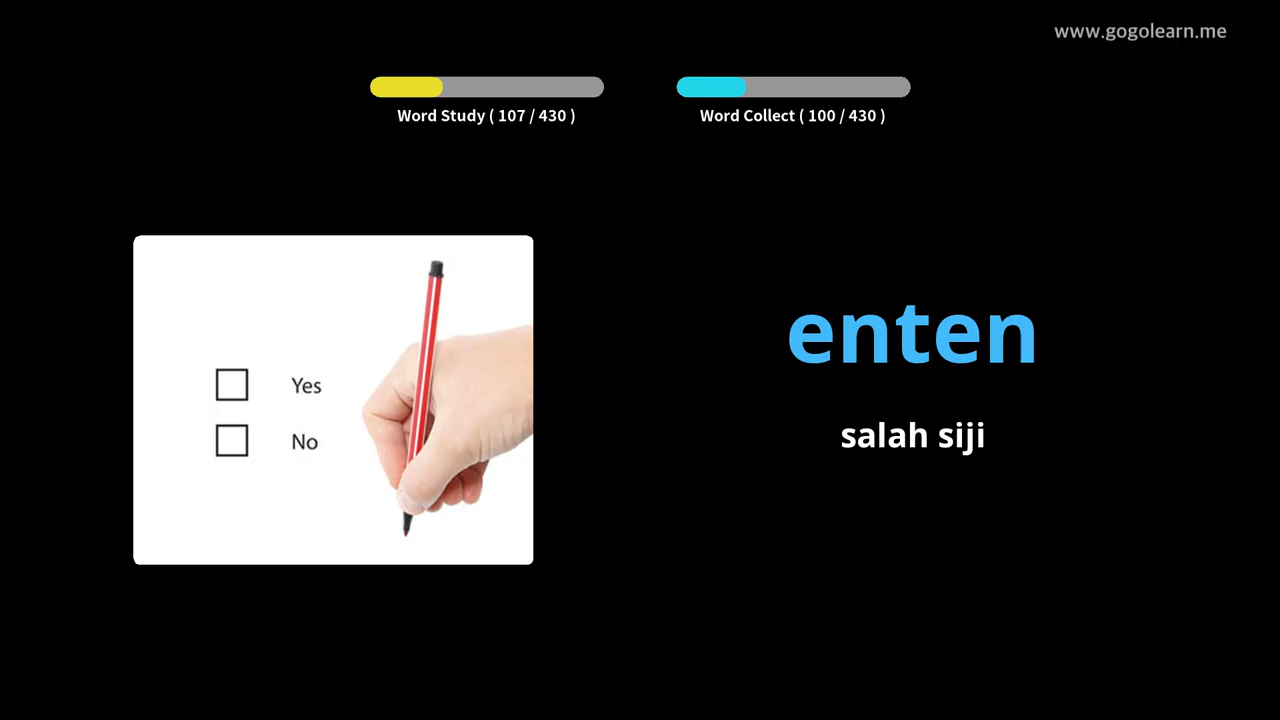 www.gogolearn.me
Word Study ( 107 / 430 )
Word Collect ( 100 / 430 )
Yes
No
enten
salah siji